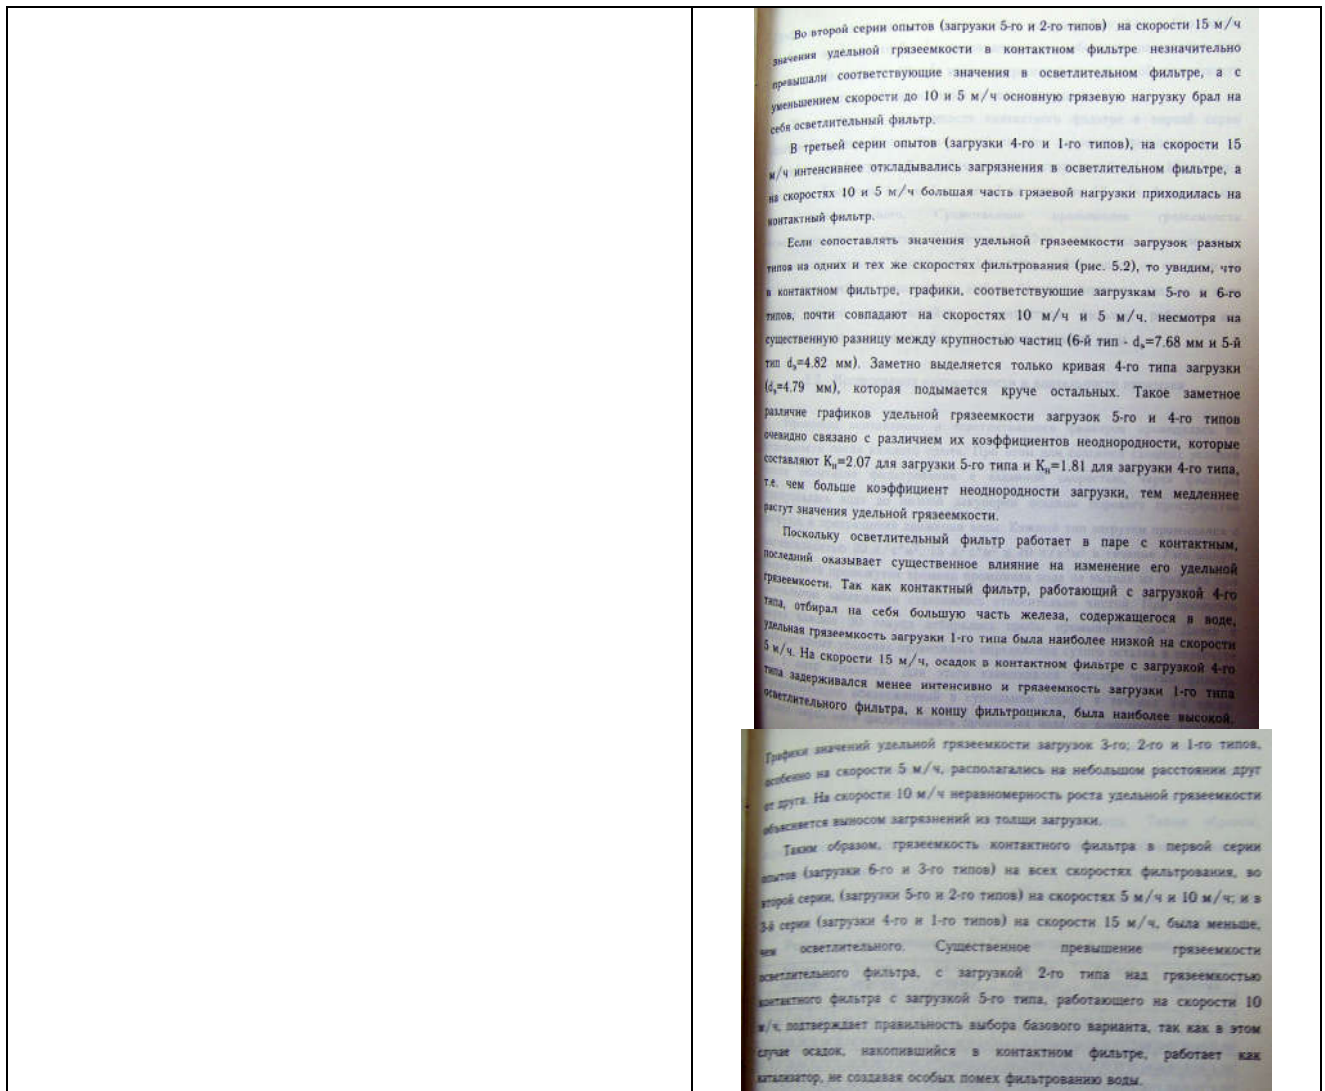 Во второй серии опытов (загрузки 5-го и 2-го типов) на скорости 15 м/ч
значения удельной грязеемкости в контактном фильтре незначительно
превышали соответствующие значения в осветлительном фильтре, а с
уменьшением скорости до 10 и 5 м/ч основную грязевую нагрузку брал на
себя осветлительный фильтр.
В третьей серии опытов (загрузки 4-го и 1-го типов), на скорости 15
м/ч интенсивнее откладывались загрязнения в осветлительном фильтре, а
на скоростях 10 и 5 м/ч большая часть грязевой нагрузки приходилась на
контактный фильтр.
Если сопоставлять значения удельной грязеемкости загрузок разных
типов на одних и тех же скоростях фильтрования (рис. 5.2), то увидим, что
в контактном фильтре, графики, соответствующие загрузкам 5-го и 6-го
типов, почти совпадают на скоростях 10 м/ч и 5 м/ч. несмотря на
существенную разницу между крупностью частиц (6-й тип - dэ=7.68 мм и 5-й
тип dэ=4.82 мм). Заметно выделяется только кривая 4-го типа загрузки
(dэ=4.79 мм), которая подымается круче остальных. Такое заметное
различие графиков удельной грязеемкости загрузок 5-го и 4-го типов
очевидно связано с различием их коэффициентов неоднородности, которые
составляют Кн=2.07 для загрузки 5-го типа и Кн=1.81 для загрузки 4-го типа,
т.е. чем больше коэффициент неоднородности загрузки, тем медленнее
растут значения удельной грязеемкости.
Поскольку осветлительный фильтр работает в паре с контактным,
последний оказывает существенное влияние на изменение его удельной
грязеемкости. Так как контактный фильтр, работающий с загрузкой 4-го
типа, отбирал на себя большую часть железа, содержащегося в воде,
удельная грязеемкость загрузки 1-го типа была наиболее низкой на скорости
5 м/ч. На скорости 15 м/ч, осадок в контактном фильтре с загрузкой 4-го
типа задерживался менее интенсивно и грязеемкость загрузки 1-го типа
осветлительного фильтра, к концу фильтроцикла, была наиболее высокой.
Графики значений удельной грязеемкости загрузок 3-го; 2-го и 1-го типов,
особенно на скорости 5 м/ч, располагались на небольшом расстоянии друг
от друга. На скорости 10 м/ч неравномерность роста удельной грязеемкости
объясняется выносом загрязнений из толщи загрузки.
Таким образом, грязеемкость контактного фильтра в первой серии
опытов (загрузки 6-го и 3-го типов) на всех скоростях фильтрования, во
второй серии, (загрузки 5-го и 2-го типов) на скоростях 5 м/ч и 10 м/ч; и в
3-й серии (загрузки 4-го и 1-го типов) на скорости 15 м/ч, была меньше,
чем осветлительного. Существенное превышение грязеемкости
осветлительного фильтра, с загрузкой 2-го типа над грязеемкостью
контактного фильтра с загрузкой 5-го типа, работающего на скорости 10
м/ч, подтверждает правильность выбора базового варианта, так как в этом
случае осадок, накопившийся в контактном фильтре, работает как
катализатор, не создавая особых помех фильтрованию воды.